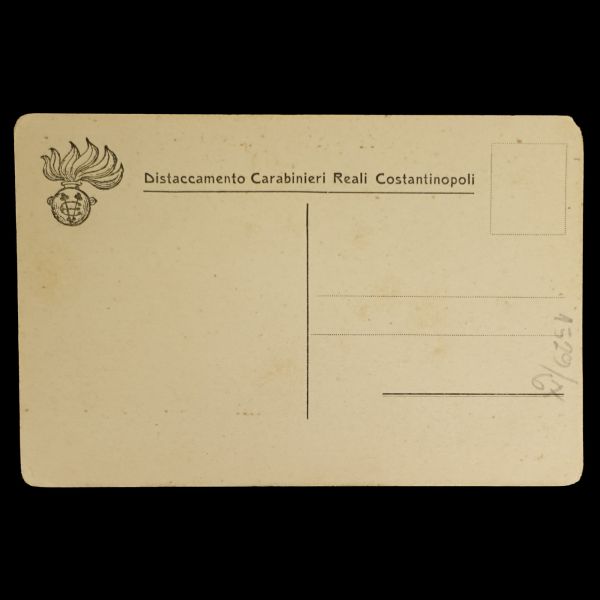 Distaccamento Carabinieri Reali Costantinopoli